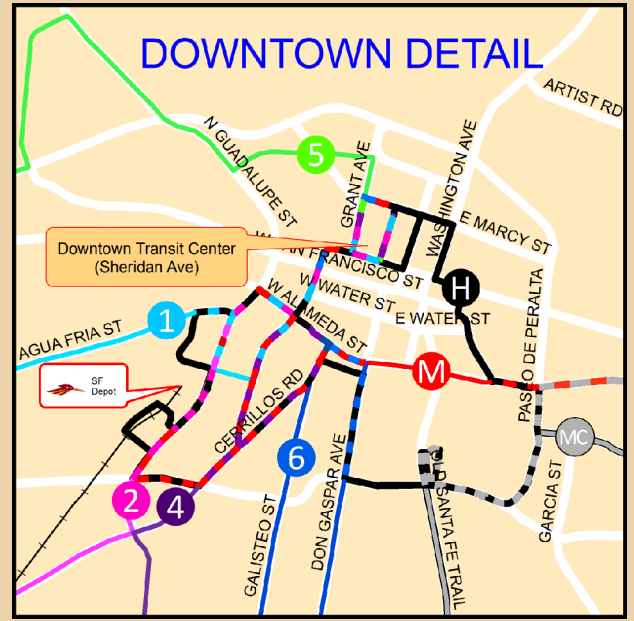 DOWNTOWN DETAIL
ARTIST RD
N GUADALUPE ST
5
GRANT AVE
WASHINGTON AVE
E MARCY ST
Downtown Transit Center
(Sheridan Ave)
FRANCISCO ST
H
W WATER ST
E WATER ST
W ALAMEDA ST
PASEO DE PERALTA
1
AGUA FRIA ST
SF
Depot
M
CERRILLOS RD
MC
6
2
4
GALISTEO ST
DON GASPAR AVE
OLD SANTA FE TRAIL
GARCIA ST